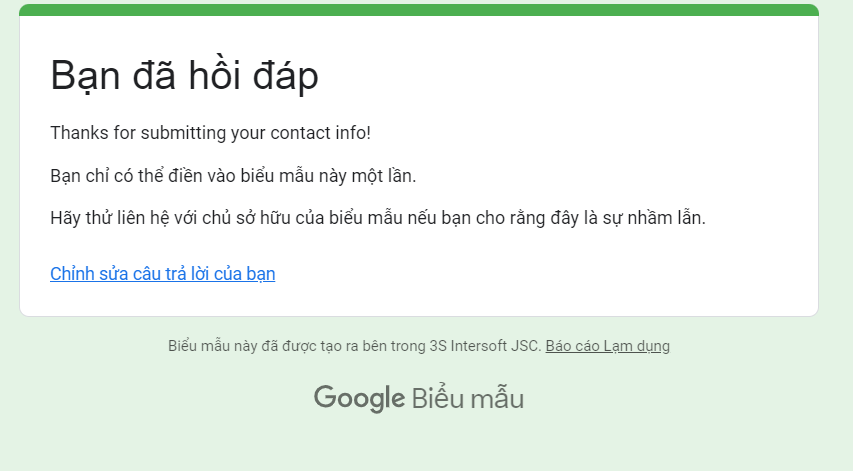 Bạn đã hồi đáp
Thanks for submitting your contact info!
Bạn chỉ có thể điền vào biểu mẫu này một lần.
Hãy thử liên hệ với chủ sở hữu của biểu mẫu nếu bạn cho rằng đây là sự nhầm lẫn.
Chỉnh sửa câu trả lời của bạn
Biểu mẫu này đã được tạo ra bên trong 3S Intersoft JSC. Báo cáo Lạm dụng
Google Biểu mẫu